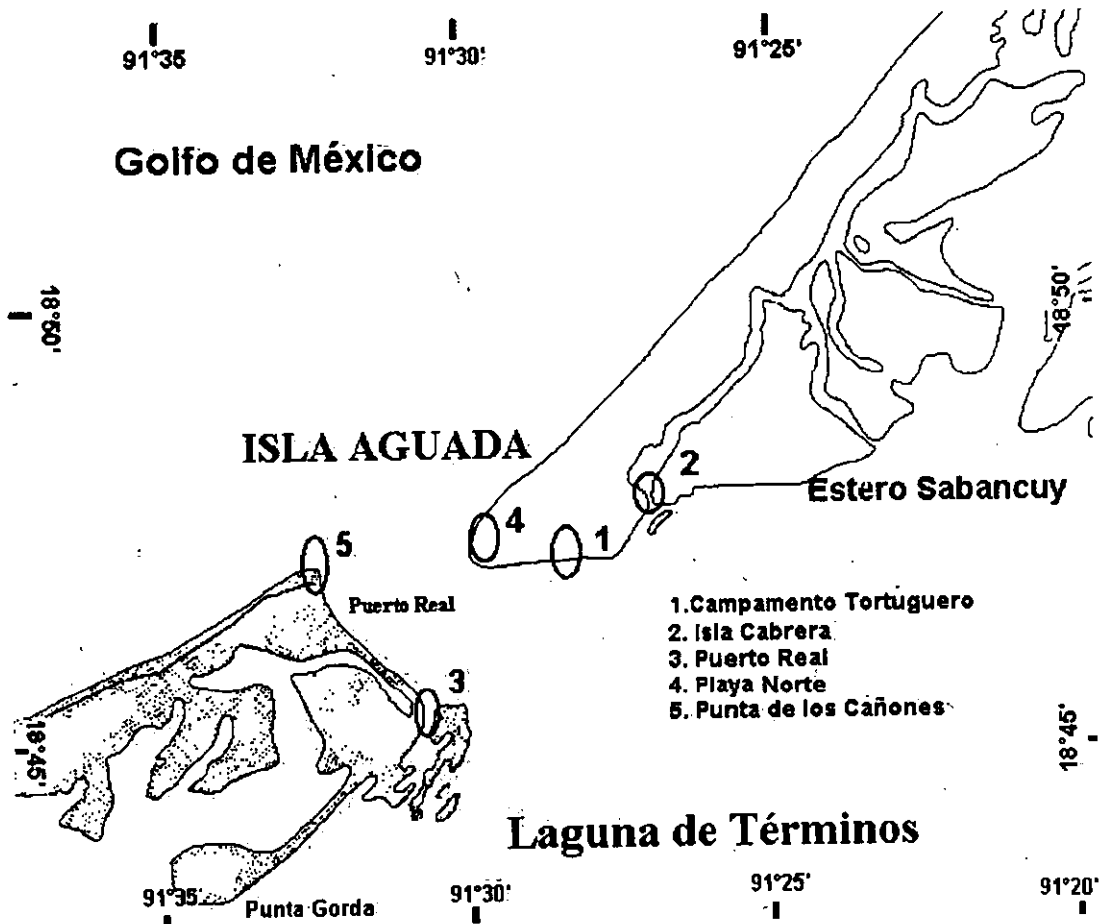 91°35
91°30'
91°25'
Golfo de México
18°50'
48°50'
ISLA AGUADA
2
Estero Sabancuy
4
1
5
Puerto Real
1.Campamento Tortuguero
2. Isla Cabrera
3. Puerto Real
4. Playa Norte
5. Punta de los Cañones
3
18°45'
18°45'
Laguna de Términos
91°35'
91°30'
91°25'
91°20'
Punta Gorda